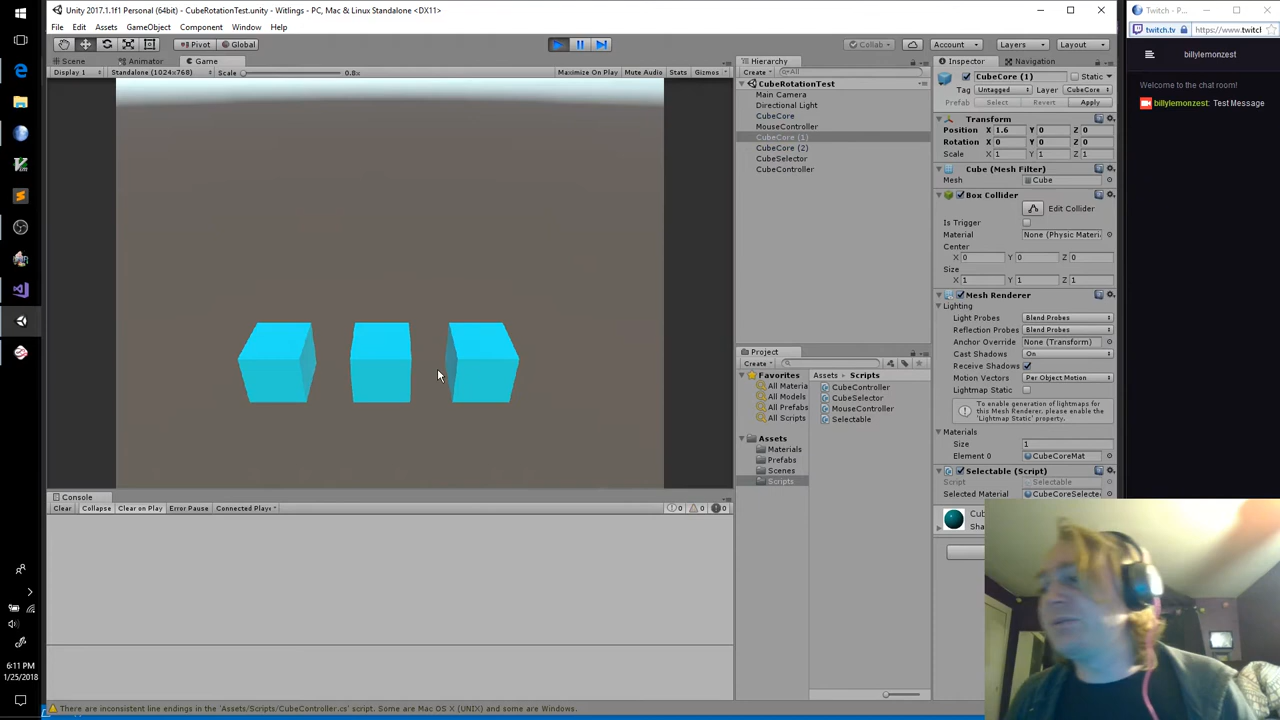 Unity 2017.1.1f1 Personal (64bit) - CubeRotationTest.unity - Witlings - PC, Mac & Linux Standalone <DX11>
File Edit Assets GameObject Component Window Help
Pivot Global Collab Account Layers Layout
Scene Animator Game
Display 1 Standalone (1024x768) Scale 0.8x Maximize On Play Mute Audio Stats Gizmos
Hierarchy
Create All
CubeRotationTest
Main Camera
Directional Light
CubeCore
MouseController
CubeCore (1)
CubeCore (2)
CubeSelector
CubeController
Project
Create
Favorites
All Materia
All Models
All Prefabs
All Scripts
Assets
Materials
Prefabs
Scenes
Scripts
Assets Scripts
CubeController
CubeSelector
MouseController
Selectable
Inspector Navigation
CubeCore (1) Static
Tag Untagged Layer CubeCore
Prefab Select Revert Apply
Transform
Position X 1.6 Y 0 Z 0
Rotation X 0 Y 0 Z 0
Scale X 1 Y 1 Z 1
Cube (Mesh Filter)
Mesh Cube
Box Collider
Edit Collider
Is Trigger
Material None (Physic Materi
Center
X 0 Y 0 Z 0
Size
X 1 Y 1 Z 1
Mesh Renderer
Lighting
Light Probes Blend Probes
Reflection Probes Blend Probes
Anchor Override None (Transform)
Cast Shadows On
Receive Shadows
Motion Vectors Per Object Motion
Lightmap Static
To enable generation of lightmaps
for this Mesh Renderer, please enable the
'Lightmap Static' property.
Materials
Size 1
Element 0 CubeCoreMat
Selectable (Script)
Script Selectable
Selected Material CubeCoreSelecte
Cub
Sha
Console
Clear Collapse Clear on Play Error Pause Connected Play 0 0 0
There are inconsistent line endings in the 'Assets/Scripts/CubeController.cs' script. Some are Mac OS X (UNIX) and some are Windows.
6:11 PM
1/25/2018
Twitch - P...
twitch.tv https://www.twitcl
billylemonzest
Welcome to the chat room!
billylemonzest: Test Message